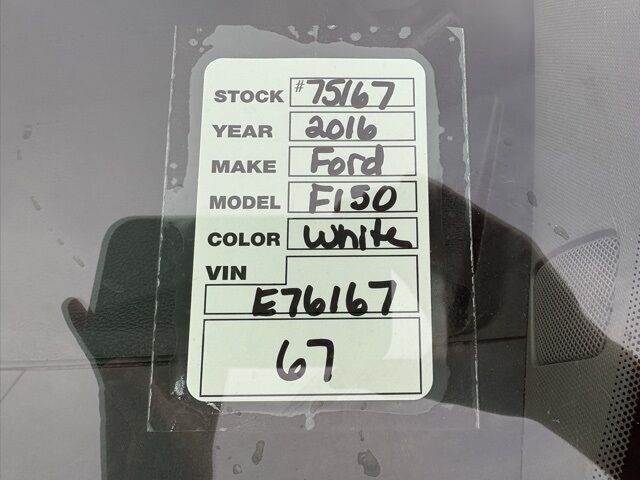 STOCK #75167
YEAR 2016
MAKE Ford
MODEL F150
COLOR White
VIN
E76167
67